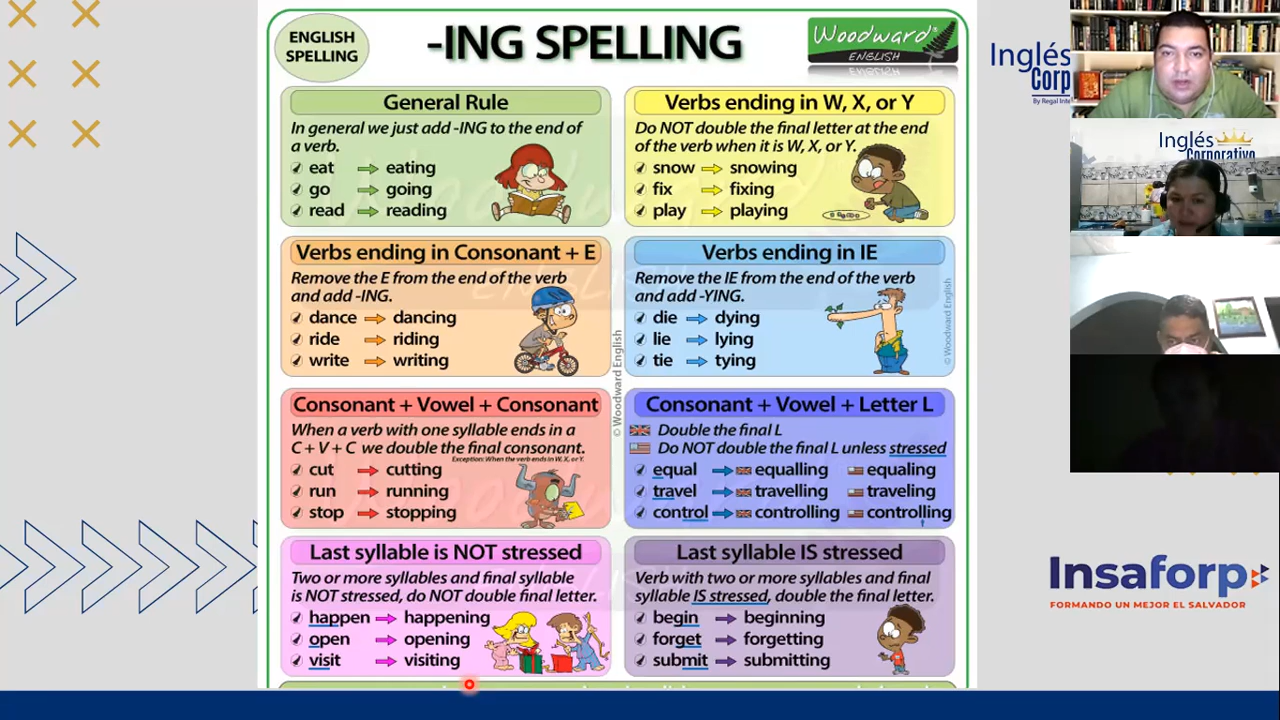 ENGLISH
SPELLING
-ING SPELLING
Woodward®
ENGLISH
General Rule
In general we just add -ING to the end of
a verb.
eat eating
go going
read reading
Verbs ending in W, X, or Y
Do NOT double the final letter at the end
of the verb when it is W, X, or Y.
snow snowing
fix fixing
play playing
Verbs ending in Consonant + E
Remove the E from the end of the verb
and add -ING.
dance dancing
ride riding
write writing
Verbs ending in IE
Remove the IE from the end of the verb
and add -YING.
die dying
lie lying
tie tying
© Woodward English
© Woodward English
Consonant + Vowel + Consonant
When a verb with one syllable ends in a
C + V + C we double the final consonant.
Exception: When the verb ends in W, X, or Y.
cut cutting
run running
stop stopping
Consonant + Vowel + Letter L
Double the final L
Do NOT double the final L unless stressed
equal equalling equaling
travel travelling traveling
control controlling controlling
Last syllable is NOT stressed
Two or more syllables and final syllable
is NOT stressed, do NOT double final letter.
happen happening
open opening
visit visiting
Last syllable IS stressed
Verb with two or more syllables and final
syllable IS stressed, double the final letter.
begin beginning
forget forgetting
submit submitting
Inglés
Corp
By Regal Inte
Inglés
Corporativo
Insaforp
FORMANDO UN MEJOR EL SALVADOR